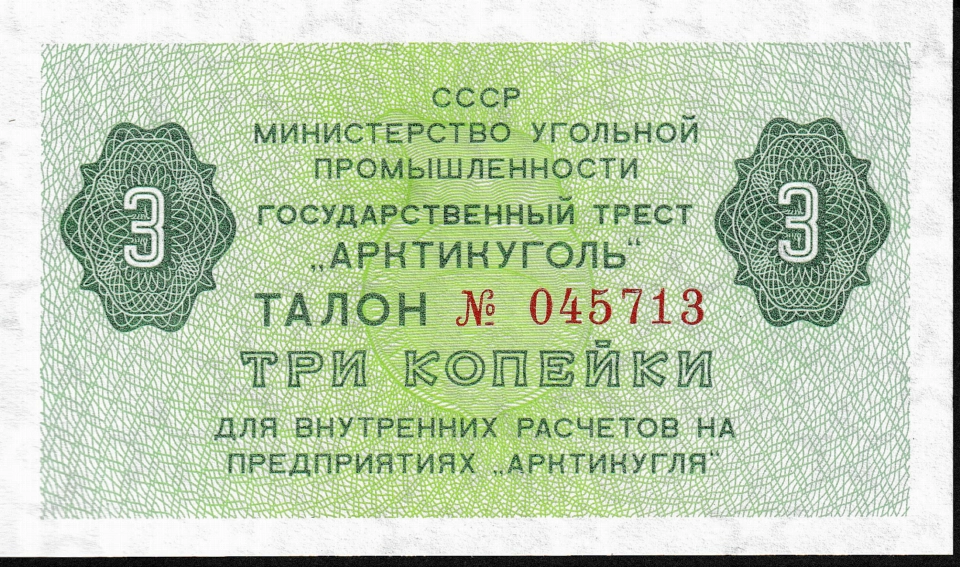 СССР
МИНИСТЕРСТВО УГОЛЬНОЙ
ПРОМЫШЛЕННОСТИ
ГОСУДАРСТВЕННЫЙ ТРЕСТ
„АРКТИКУГОЛЬ“
3
3
ТАЛОН № 045713
ТРИ КОПЕЙКИ
ДЛЯ ВНУТРЕННИХ РАСЧЕТОВ НА
ПРЕДПРИЯТИЯХ „АРКТИКУГЛЯ“